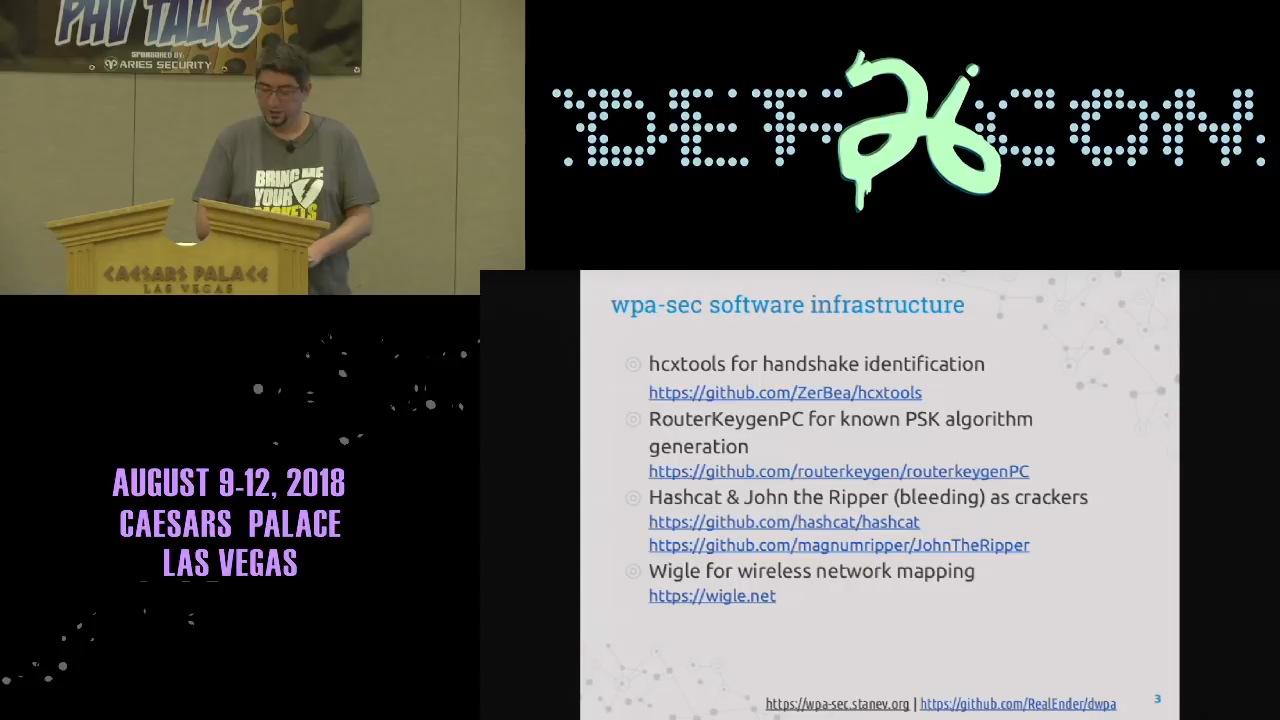 PHV TALKS
SPONSORED BY:
ARIES SECURITY
BRING ME
YOUR
PACKETS
CAESARS PALACE
LAS VEGAS
DEF 26 CON
AUGUST 9-12, 2018
CAESARS PALACE
LAS VEGAS
wpa-sec software infrastructure
hcxtools for handshake identification
https://github.com/ZerBea/hcxtools
RouterKeygenPC for known PSK algorithm
generation
https://github.com/routerkeygen/routerkeygenPC
Hashcat & John the Ripper (bleeding) as crackers
https://github.com/hashcat/hashcat
https://github.com/magnumripper/JohnTheRipper
Wigle for wireless network mapping
https://wigle.net
https://wpa-sec.stanev.org | https://github.com/RealEnder/dwpa
3